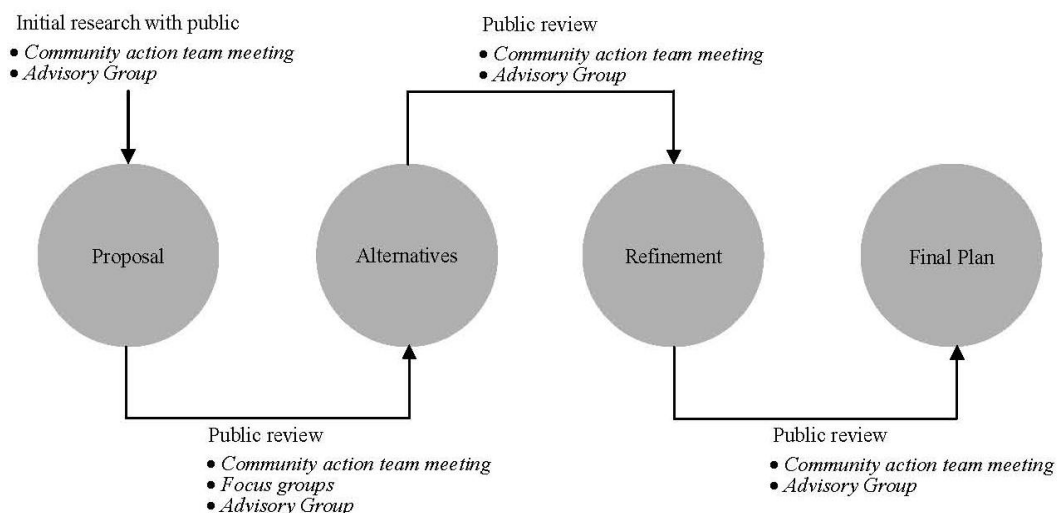 Initial research with public
● Community action team meeting
● Advisory Group
Public review
● Community action team meeting
● Advisory Group
Proposal
Alternatives
Refinement
Final Plan
Public review
● Community action team meeting
● Focus groups
● Advisory Group
Public review
● Community action team meeting
● Advisory Group